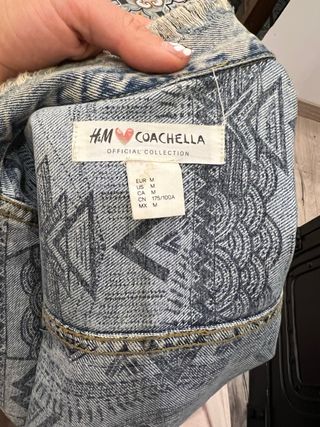 H&M COACHELLA
OFFICIAL COLLECTION
EUR M
US M
CA M
CN 175/100A
MX M